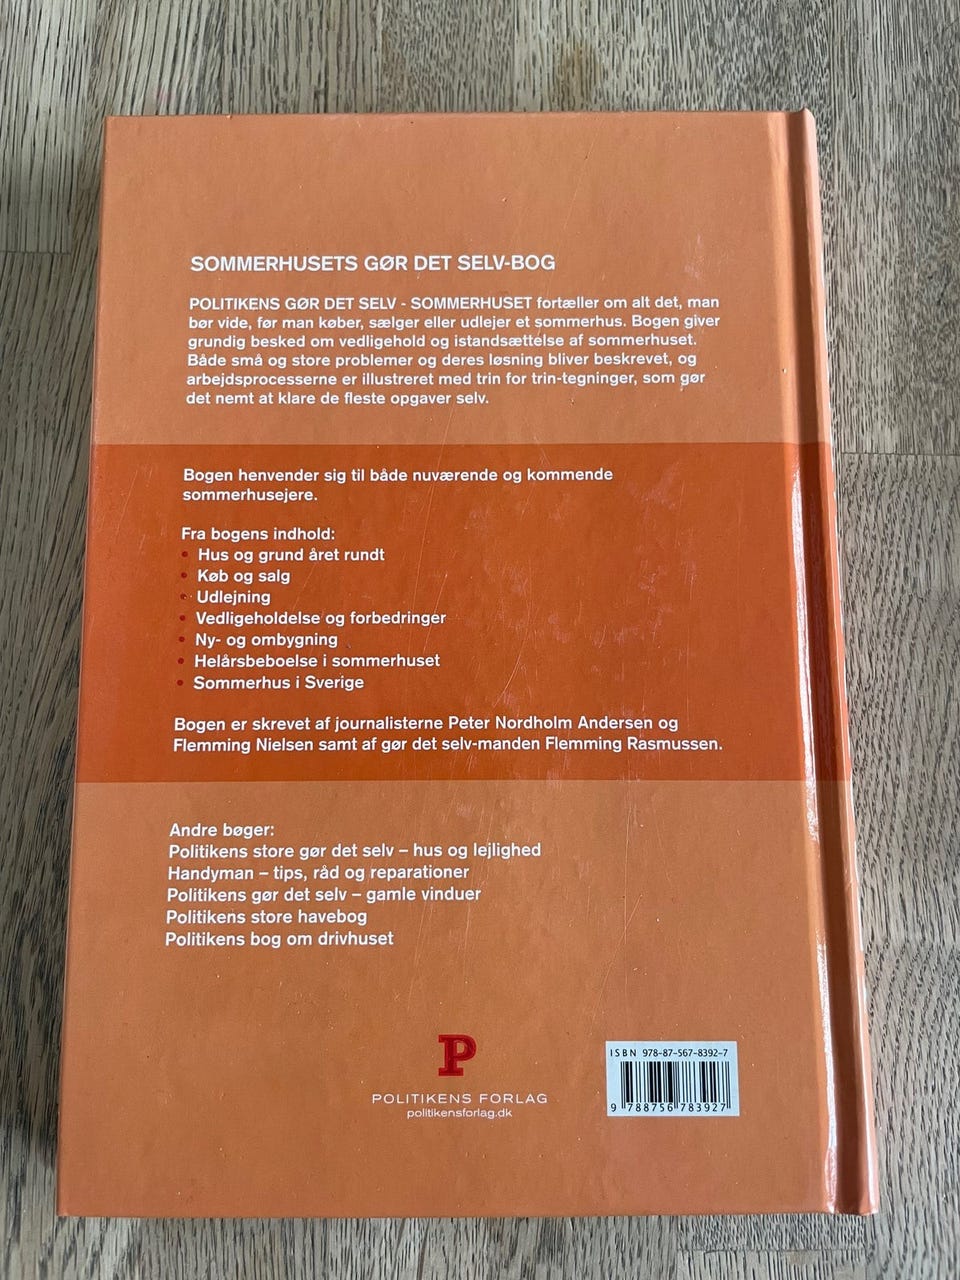 SOMMERHUSETS GØR DET SELV-BOG
POLITIKENS GØR DET SELV - SOMMERHUSET fortæller om alt det, man
bør vide, før man køber, sælger eller udlejer et sommerhus. Bogen giver
grundig besked om vedligehold og istandsættelse af sommerhuset.
Både små og store problemer og deres løsning bliver beskrevet, og
arbejdsprocesserne er illustreret med trin for trin-tegninger, som gør
det nemt at klare de fleste opgaver selv.
Bogen henvender sig til både nuværende og kommende
sommerhusejere.
Fra bogens indhold:
• Hus og grund året rundt
• Køb og salg
• Udlejning
• Vedligeholdelse og forbedringer
• Ny- og ombygning
• Helårsbeboelse i sommerhuset
• Sommerhus i Sverige
Bogen er skrevet af journalisterne Peter Nordholm Andersen og
Flemming Nielsen samt af gør det selv-manden Flemming Rasmussen.
Andre bøger:
Politikens store gør det selv – hus og lejlighed
Handyman – tips, råd og reparationer
Politikens gør det selv – gamle vinduer
Politikens store havebog
Politikens bog om drivhuset
P
POLITIKENS FORLAG
politikensforlag.dk
ISBN 978-87-567-8392-7
9 788756 783927